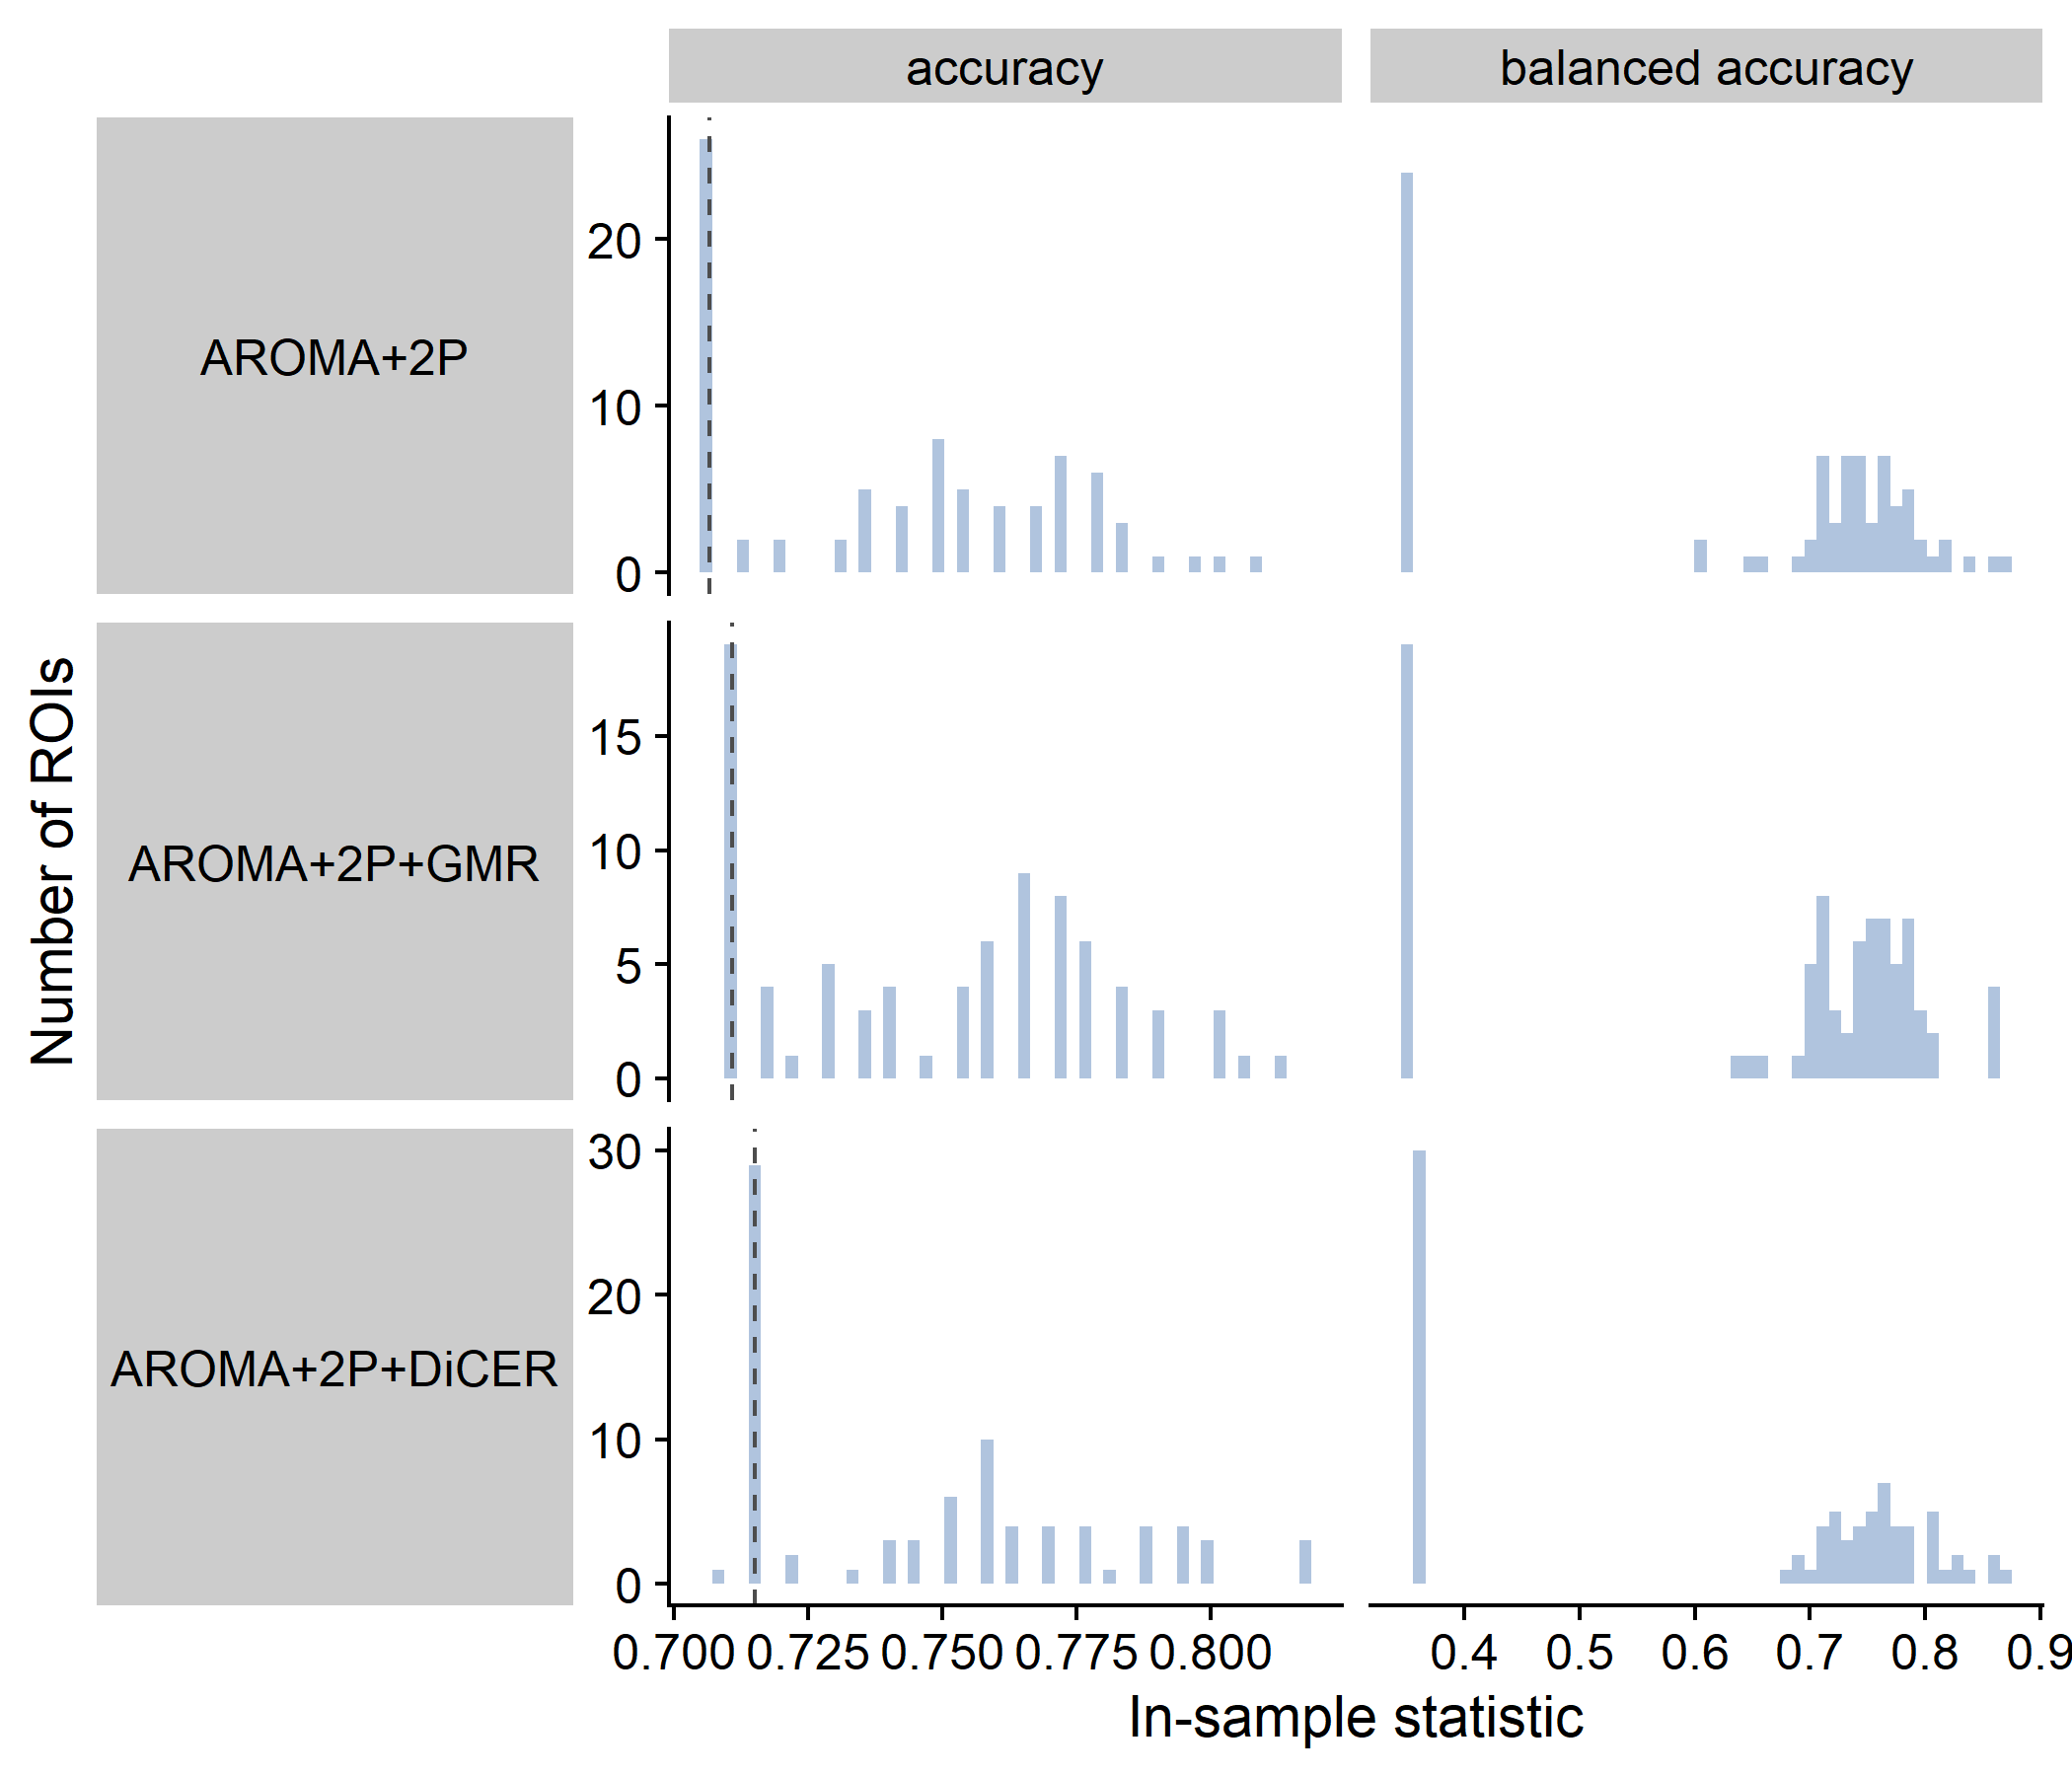 accuracy
balanced accuracy
Number of ROIs
AROMA+2P
20
10
0
AROMA+2P+GMR
15
10
5
0
AROMA+2P+DiCER
30
20
10
0
0.700 0.725 0.750 0.775 0.800
0.4 0.5 0.6 0.7 0.8 0.9
In-sample statistic